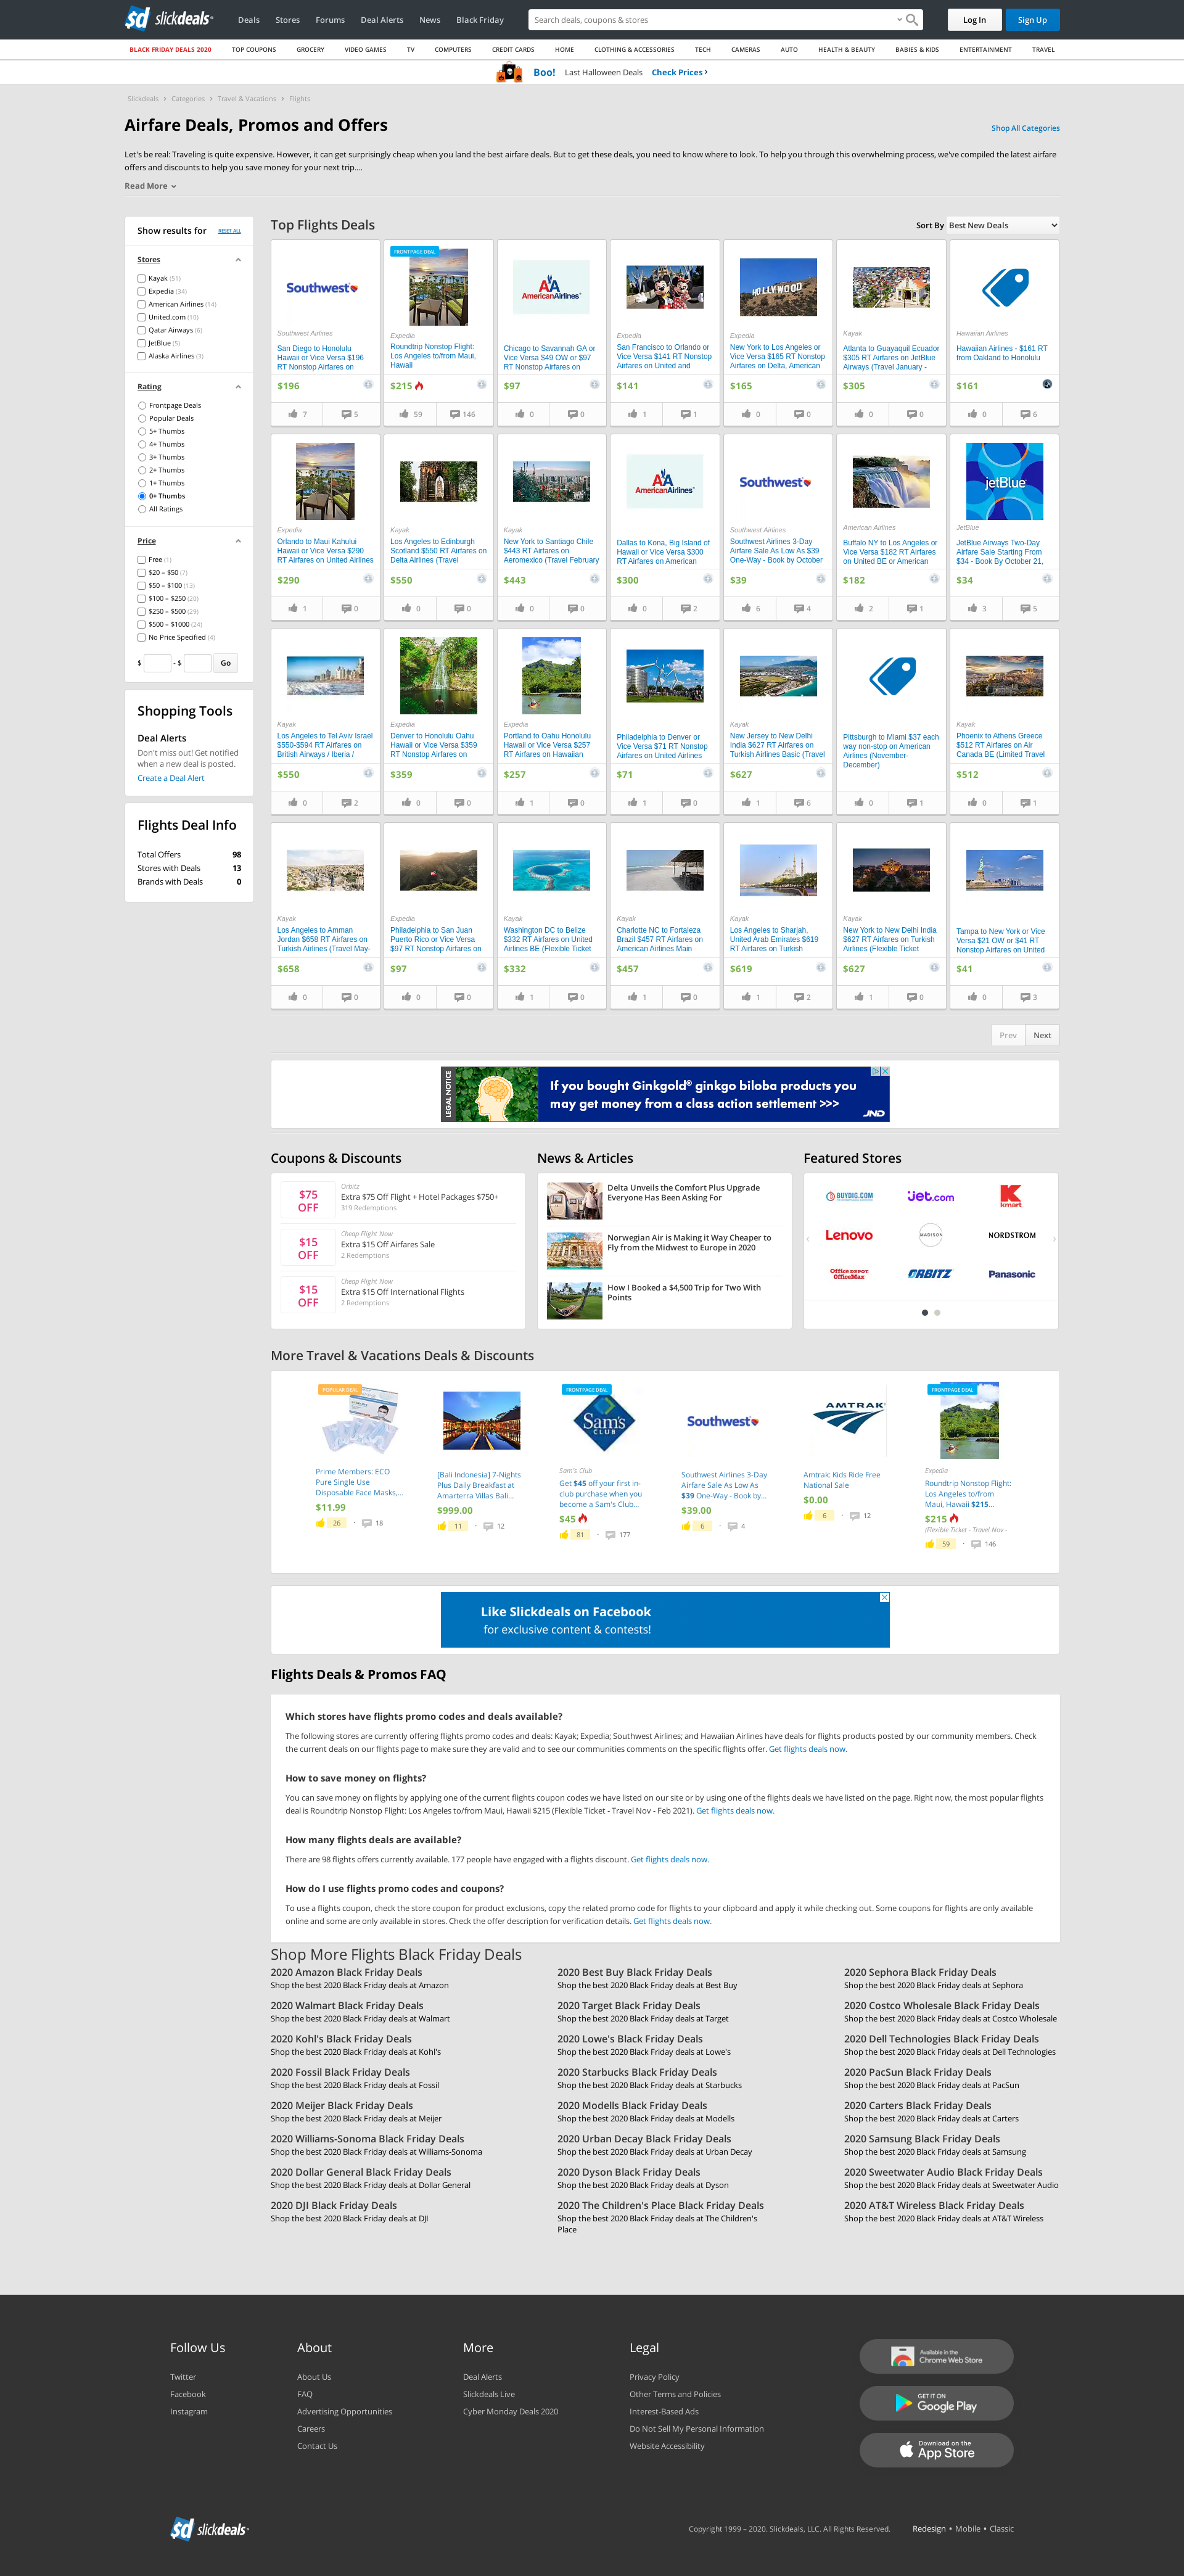 slickdeals
Deals
Stores
Forums
Deal Alerts
News
Black Friday
Search deals, coupons & stores
Log In
Sign Up
BLACK FRIDAY DEALS 2020
TOP COUPONS
GROCERY
VIDEO GAMES
TV
COMPUTERS
CREDIT CARDS
HOME
CLOTHING & ACCESSORIES
TECH
CAMERAS
AUTO
HEALTH & BEAUTY
BABIES & KIDS
ENTERTAINMENT
TRAVEL
Boo! Last Halloween Deals Check Prices ›
Slickdeals › Categories › Travel & Vacations › Flights
Airfare Deals, Promos and Offers
Shop All Categories
Let's be real: Traveling is quite expensive. However, it can get surprisingly cheap when you land the best airfare deals. But to get these deals, you need to know where to look. To help you through this overwhelming process, we've compiled the latest airfare
offers and discounts to help you save money for your next trip....
Read More
Show results for
RESET ALL
Stores
Kayak (51)
Expedia (34)
American Airlines (14)
United.com (10)
Qatar Airways (6)
JetBlue (5)
Alaska Airlines (3)
Rating
Frontpage Deals
Popular Deals
5+ Thumbs
4+ Thumbs
3+ Thumbs
2+ Thumbs
1+ Thumbs
0+ Thumbs
All Ratings
Price
Free (1)
$20 – $50 (7)
$50 – $100 (13)
$100 – $250 (20)
$250 – $500 (29)
$500 – $1000 (24)
No Price Specified (4)
$ - $ Go
Shopping Tools
Deal Alerts
Don't miss out! Get notified
when a new deal is posted.
Create a Deal Alert
Flights Deal Info
Total Offers 98
Stores with Deals 13
Brands with Deals 0
Top Flights Deals
Sort By Best New Deals
Southwest
Southwest Airlines
San Diego to Honolulu
Hawaii or Vice Versa $196
RT Nonstop Airfares on
$196
7 5
FRONTPAGE DEAL
Expedia
Roundtrip Nonstop Flight:
Los Angeles to/from Maui,
Hawaii
$215
59 146
AmericanAirlines
Chicago to Savannah GA or
Vice Versa $49 OW or $97
RT Nonstop Airfares on
$97
0 0
Expedia
San Francisco to Orlando or
Vice Versa $141 RT Nonstop
Airfares on United and
$141
1 1
HOLLYWOOD
Expedia
New York to Los Angeles or
Vice Versa $165 RT Nonstop
Airfares on Delta, American
$165
0 0
Kayak
Atlanta to Guayaquil Ecuador
$305 RT Airfares on JetBlue
Airways (Travel January -
$305
0 0
Hawaiian Airlines
Hawaiian Airlines - $161 RT
from Oakland to Honolulu
$161
0 6
Expedia
Orlando to Maui Kahului
Hawaii or Vice Versa $290
RT Airfares on United Airlines
$290
1 0
Kayak
Los Angeles to Edinburgh
Scotland $550 RT Airfares on
Delta Airlines (Travel
$550
0 0
Kayak
New York to Santiago Chile
$443 RT Airfares on
Aeromexico (Travel February
$443
0 0
AmericanAirlines
Dallas to Kona, Big Island of
Hawaii or Vice Versa $300
RT Airfares on American
$300
0 2
Southwest
Southwest Airlines
Southwest Airlines 3-Day
Airfare Sale As Low As $39
One-Way - Book by October
$39
6 4
American Airlines
Buffalo NY to Los Angeles or
Vice Versa $182 RT Airfares
on United BE or American
$182
2 1
jetBlue
JetBlue
JetBlue Airways Two-Day
Airfare Sale Starting From
$34 - Book By October 21,
$34
3 5
Kayak
Los Angeles to Tel Aviv Israel
$550-$594 RT Airfares on
British Airways / Iberia /
$550
0 2
Expedia
Denver to Honolulu Oahu
Hawaii or Vice Versa $359
RT Nonstop Airfares on
$359
0 0
Expedia
Portland to Oahu Honolulu
Hawaii or Vice Versa $257
RT Airfares on Hawaiian
$257
1 0
Philadelphia to Denver or
Vice Versa $71 RT Nonstop
Airfares on United Airlines
$71
1 0
Kayak
New Jersey to New Delhi
India $627 RT Airfares on
Turkish Airlines Basic (Travel
$627
1 6
Pittsburgh to Miami $37 each
way non-stop on American
Airlines (November-
December)
0 1
Kayak
Phoenix to Athens Greece
$512 RT Airfares on Air
Canada BE (Limited Travel
$512
0 1
Kayak
Los Angeles to Amman
Jordan $658 RT Airfares on
Turkish Airlines (Travel May-
$658
0 0
Expedia
Philadelphia to San Juan
Puerto Rico or Vice Versa
$97 RT Nonstop Airfares on
$97
0 0
Kayak
Washington DC to Belize
$332 RT Airfares on United
Airlines BE (Flexible Ticket
$332
1 0
Kayak
Charlotte NC to Fortaleza
Brazil $457 RT Airfares on
American Airlines Main
$457
1 0
Kayak
Los Angeles to Sharjah,
United Arab Emirates $619
RT Airfares on Turkish
$619
1 2
Kayak
New York to New Delhi India
$627 RT Airfares on Turkish
Airlines (Flexible Ticket
$627
1 0
Tampa to New York or Vice
Versa $21 OW or $41 RT
Nonstop Airfares on United
$41
0 3
Prev
Next
LEGAL NOTICE
If you bought Ginkgold® ginkgo biloba products you
may get money from a class action settlement >>>
JND
Coupons & Discounts
$75 OFF
Orbitz
Extra $75 Off Flight + Hotel Packages $750+
319 Redemptions
$15 OFF
Cheap Flight Now
Extra $15 Off Airfares Sale
2 Redemptions
$15 OFF
Cheap Flight Now
Extra $15 Off International Flights
2 Redemptions
News & Articles
Delta Unveils the Comfort Plus Upgrade
Everyone Has Been Asking For
Norwegian Air is Making it Way Cheaper to
Fly from the Midwest to Europe in 2020
How I Booked a $4,500 Trip for Two With
Points
Featured Stores
BUYDIG.COM
jet.com
kmart
Lenovo
MADISON
NORDSTROM
Office DEPOT
OfficeMax
ORBITZ
Panasonic
More Travel & Vacations Deals & Discounts
POPULAR DEAL
Prime Members: ECO
Pure Single Use
Disposable Face Masks,...
$11.99
26 · 18
[Bali Indonesia] 7-Nights
Plus Daily Breakfast at
Amarterra Villas Bali...
$999.00
11 · 12
FRONTPAGE DEAL
Sam's CLUB
Sam's Club
Get $45 off your first in-
club purchase when you
become a Sam's Club...
$45
81 · 177
Southwest
Southwest Airlines 3-Day
Airfare Sale As Low As
$39 One-Way - Book by...
$39.00
6 · 4
AMTRAK
Amtrak: Kids Ride Free
National Sale
$0.00
6 · 12
FRONTPAGE DEAL
Expedia
Roundtrip Nonstop Flight:
Los Angeles to/from
Maui, Hawaii $215...
$215
(Flexible Ticket - Travel Nov -
59 · 146
Like Slickdeals on Facebook
for exclusive content & contests!
Flights Deals & Promos FAQ
Which stores have flights promo codes and deals available?
The following stores are currently offering flights promo codes and deals: Kayak; Expedia; Southwest Airlines; and Hawaiian Airlines have deals for flights products posted by our community members. Check
the current deals on our flights page to make sure they are valid and to see our communities comments on the specific flights offer. Get flights deals now.
How to save money on flights?
You can save money on flights by applying one of the current flights coupon codes we have listed on our site or by using one of the flights deals we have listed on the page. Right now, the most popular flights
deal is Roundtrip Nonstop Flight: Los Angeles to/from Maui, Hawaii $215 (Flexible Ticket - Travel Nov - Feb 2021). Get flights deals now.
How many flights deals are available?
There are 98 flights offers currently available. 177 people have engaged with a flights discount. Get flights deals now.
How do I use flights promo codes and coupons?
To use a flights coupon, check the store coupon for product exclusions, copy the related promo code for flights to your clipboard and apply it while checking out. Some coupons for flights are only available
online and some are only available in stores. Check the offer description for verification details. Get flights deals now.
Shop More Flights Black Friday Deals
2020 Amazon Black Friday Deals
Shop the best 2020 Black Friday deals at Amazon
2020 Best Buy Black Friday Deals
Shop the best 2020 Black Friday deals at Best Buy
2020 Sephora Black Friday Deals
Shop the best 2020 Black Friday deals at Sephora
2020 Walmart Black Friday Deals
Shop the best 2020 Black Friday deals at Walmart
2020 Target Black Friday Deals
Shop the best 2020 Black Friday deals at Target
2020 Costco Wholesale Black Friday Deals
Shop the best 2020 Black Friday deals at Costco Wholesale
2020 Kohl's Black Friday Deals
Shop the best 2020 Black Friday deals at Kohl's
2020 Lowe's Black Friday Deals
Shop the best 2020 Black Friday deals at Lowe's
2020 Dell Technologies Black Friday Deals
Shop the best 2020 Black Friday deals at Dell Technologies
2020 Fossil Black Friday Deals
Shop the best 2020 Black Friday deals at Fossil
2020 Starbucks Black Friday Deals
Shop the best 2020 Black Friday deals at Starbucks
2020 PacSun Black Friday Deals
Shop the best 2020 Black Friday deals at PacSun
2020 Meijer Black Friday Deals
Shop the best 2020 Black Friday deals at Meijer
2020 Modells Black Friday Deals
Shop the best 2020 Black Friday deals at Modells
2020 Carters Black Friday Deals
Shop the best 2020 Black Friday deals at Carters
2020 Williams-Sonoma Black Friday Deals
Shop the best 2020 Black Friday deals at Williams-Sonoma
2020 Urban Decay Black Friday Deals
Shop the best 2020 Black Friday deals at Urban Decay
2020 Samsung Black Friday Deals
Shop the best 2020 Black Friday deals at Samsung
2020 Dollar General Black Friday Deals
Shop the best 2020 Black Friday deals at Dollar General
2020 Dyson Black Friday Deals
Shop the best 2020 Black Friday deals at Dyson
2020 Sweetwater Audio Black Friday Deals
Shop the best 2020 Black Friday deals at Sweetwater Audio
2020 DJI Black Friday Deals
Shop the best 2020 Black Friday deals at DJI
2020 The Children's Place Black Friday Deals
Shop the best 2020 Black Friday deals at The Children's
Place
2020 AT&T Wireless Black Friday Deals
Shop the best 2020 Black Friday deals at AT&T Wireless
Follow Us
Twitter
Facebook
Instagram
About
About Us
FAQ
Advertising Opportunities
Careers
Contact Us
More
Deal Alerts
Slickdeals Live
Cyber Monday Deals 2020
Legal
Privacy Policy
Other Terms and Policies
Interest-Based Ads
Do Not Sell My Personal Information
Website Accessibility
Available in the
Chrome Web Store
GET IT ON
Google Play
Download on the
App Store
slickdeals
Copyright 1999 – 2020. Slickdeals, LLC. All Rights Reserved.
Redesign • Mobile • Classic